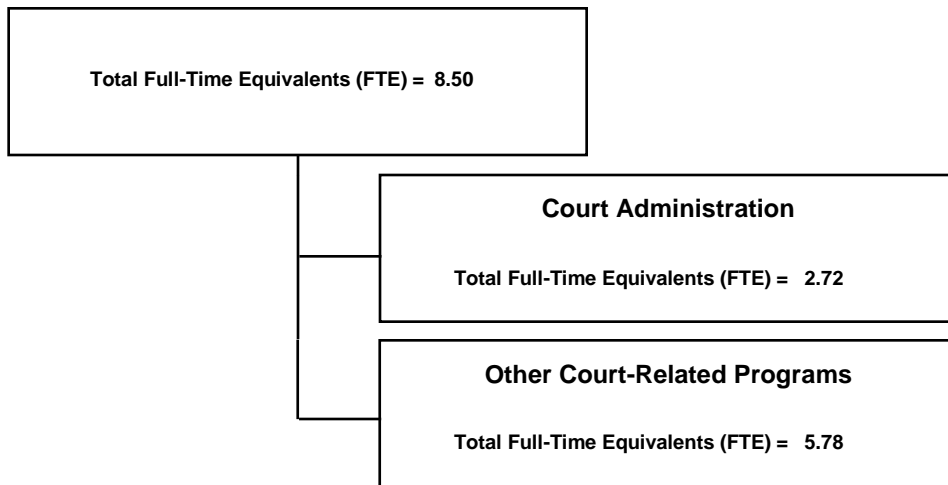 Total Full-Time Equivalents (FTE) = 8.50
Court Administration
Total Full-Time Equivalents (FTE) = 2.72
Other Court-Related Programs
Total Full-Time Equivalents (FTE) = 5.78